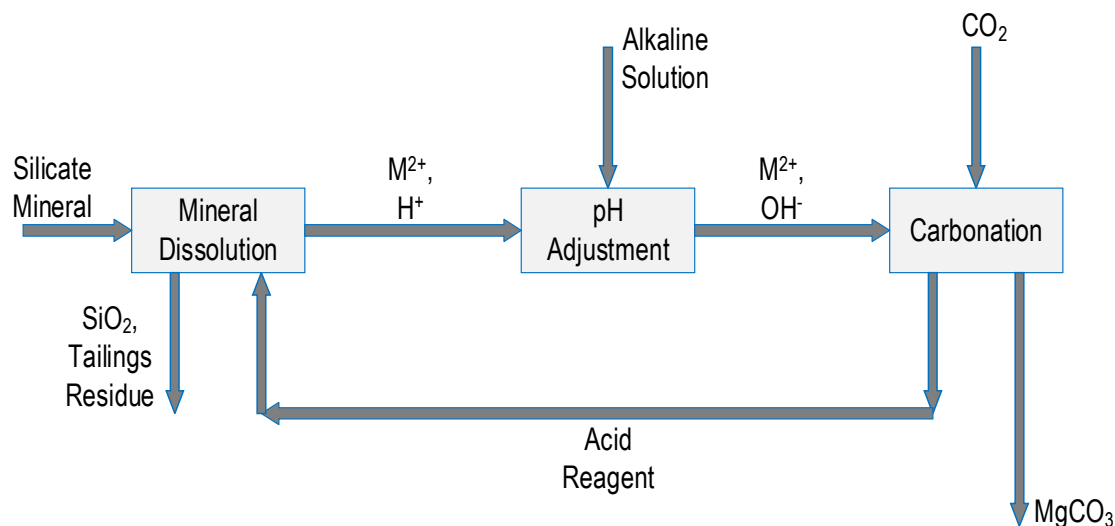 CO₂
Alkaline
Solution
Silicate
Mineral
M²⁺,
H⁺
M²⁺,
OH⁻
Mineral
Dissolution
pH
Adjustment
Carbonation
SiO₂,
Tailings
Residue
Acid
Reagent
MgCO₃